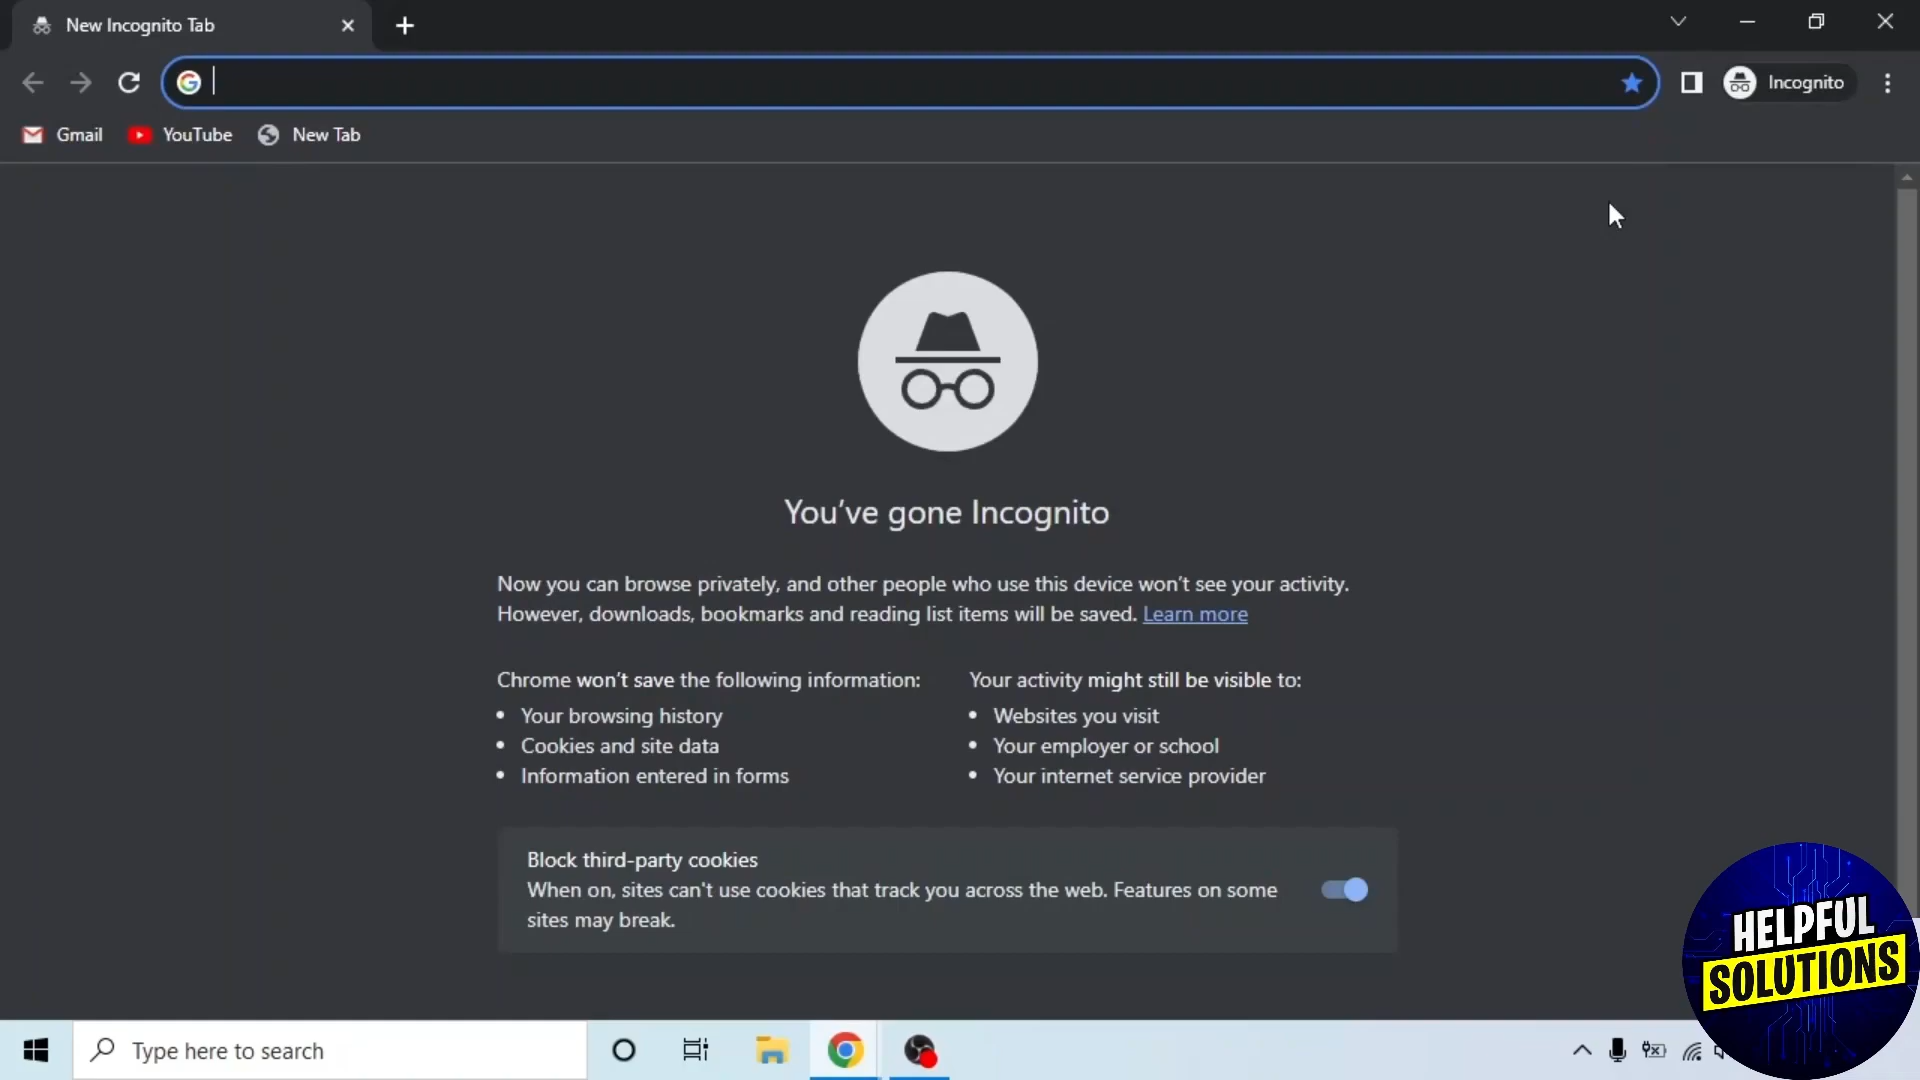 New Incognito Tab
Incognito
Gmail YouTube New Tab
You've gone Incognito
Now you can browse privately, and other people who use this device won't see your activity.
However, downloads, bookmarks and reading list items will be saved. Learn more
Chrome won't save the following information:
• Your browsing history
• Cookies and site data
• Information entered in forms
Your activity might still be visible to:
• Websites you visit
• Your employer or school
• Your internet service provider
Block third-party cookies
When on, sites can't use cookies that track you across the web. Features on some
sites may break.
HELPFUL
SOLUTIONS
Type here to search